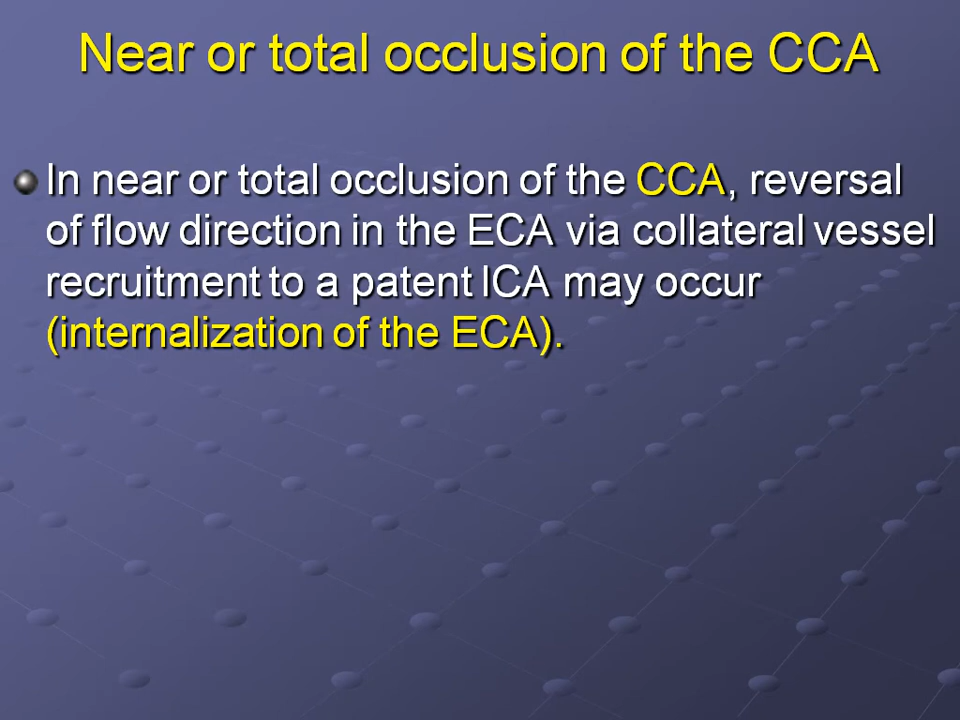 Near or total occlusion of the CCA
In near or total occlusion of the CCA, reversal
of flow direction in the ECA via collateral vessel
recruitment to a patent ICA may occur
(internalization of the ECA).